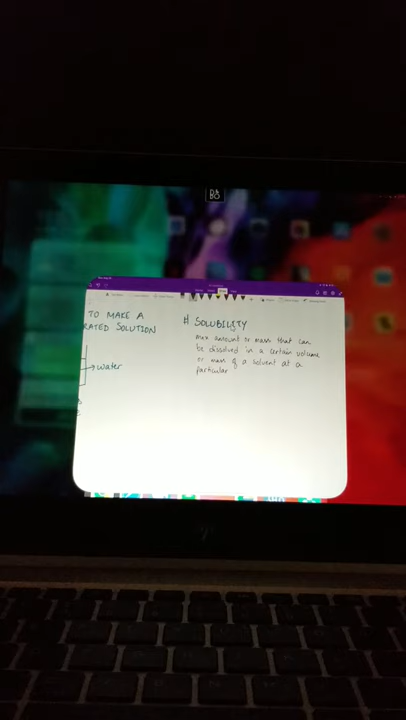 TO MAKE A
RATED SOLUTION
water
# SOLUBILITY
max amount or mass that can
be dissolved in a certain volume
or mass of a solvent at a
particular